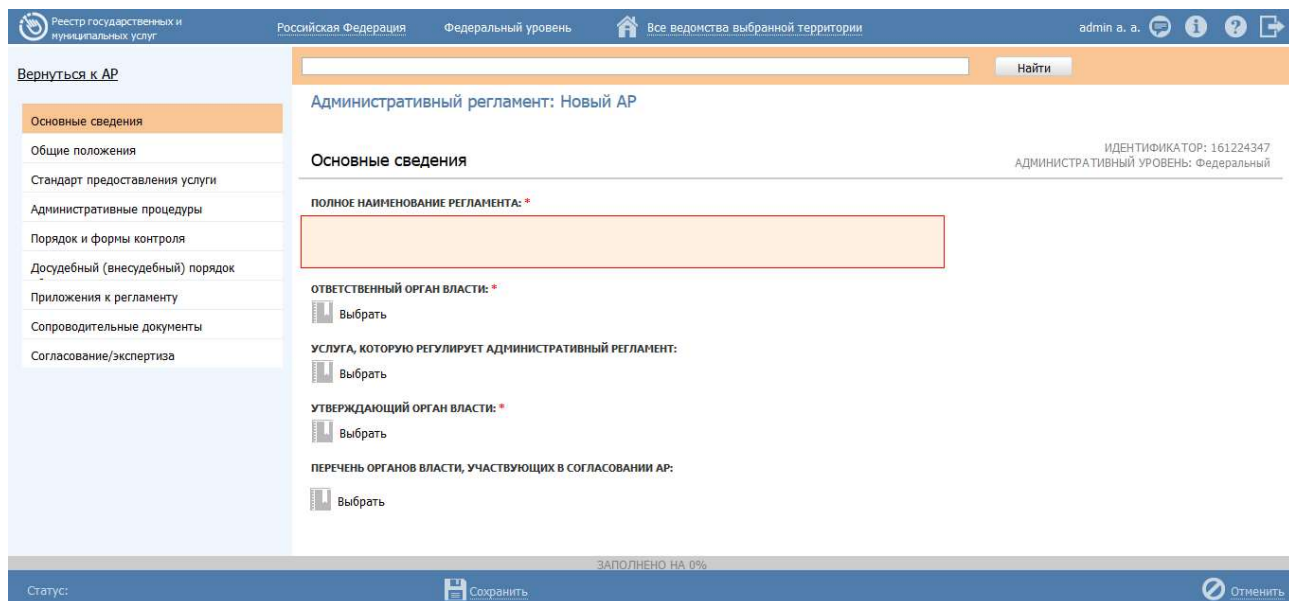 Реестр государственных и
муниципальных услуг
Российская Федерация
Федеральный уровень
Все ведомства выбранной территории
admin a. a.
Вернуться к АР
Найти
Основные сведения
Общие положения
Стандарт предоставления услуги
Административные процедуры
Порядок и формы контроля
Досудебный (внесудебный) порядок
Приложения к регламенту
Сопроводительные документы
Согласование/экспертиза
Административный регламент: Новый АР
ИДЕНТИФИКАТОР: 161224347
АДМИНИСТРАТИВНЫЙ УРОВЕНЬ: Федеральный
Основные сведения
ПОЛНОЕ НАИМЕНОВАНИЕ РЕГЛАМЕНТА: *
ОТВЕТСТВЕННЫЙ ОРГАН ВЛАСТИ: *
Выбрать
УСЛУГА, КОТОРУЮ РЕГУЛИРУЕТ АДМИНИСТРАТИВНЫЙ РЕГЛАМЕНТ:
Выбрать
УТВЕРЖДАЮЩИЙ ОРГАН ВЛАСТИ: *
Выбрать
ПЕРЕЧЕНЬ ОРГАНОВ ВЛАСТИ, УЧАСТВУЮЩИХ В СОГЛАСОВАНИИ АР:
Выбрать
ЗАПОЛНЕНО НА 0%
Статус:
Сохранить
Отменить